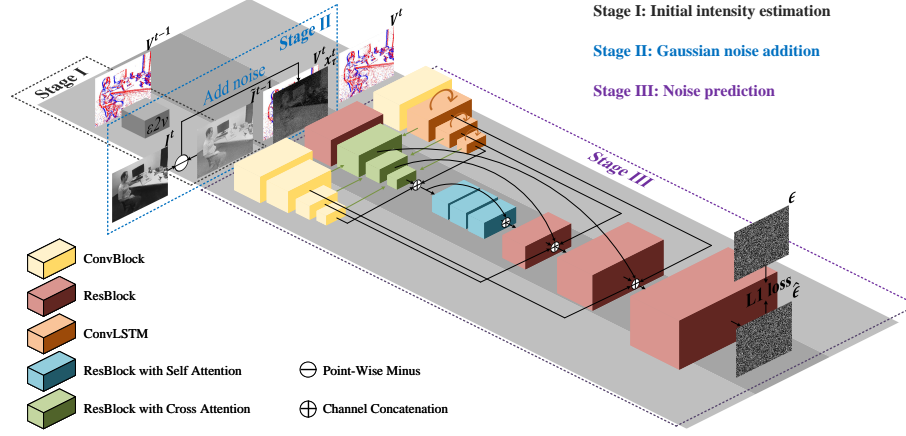 Stage I: Initial intensity estimation
Stage II: Gaussian noise addition
Stage III: Noise prediction
Stage I
Stage II
Stage III
V^{t-1}
V^t
V^t
ε2v
I^t
Add noise
ϵ
L1 loss
ϵ̂
ConvBlock
ResBlock
ConvLSTM
ResBlock with Self Attention
ResBlock with Cross Attention
Point-Wise Minus
Channel Concatenation